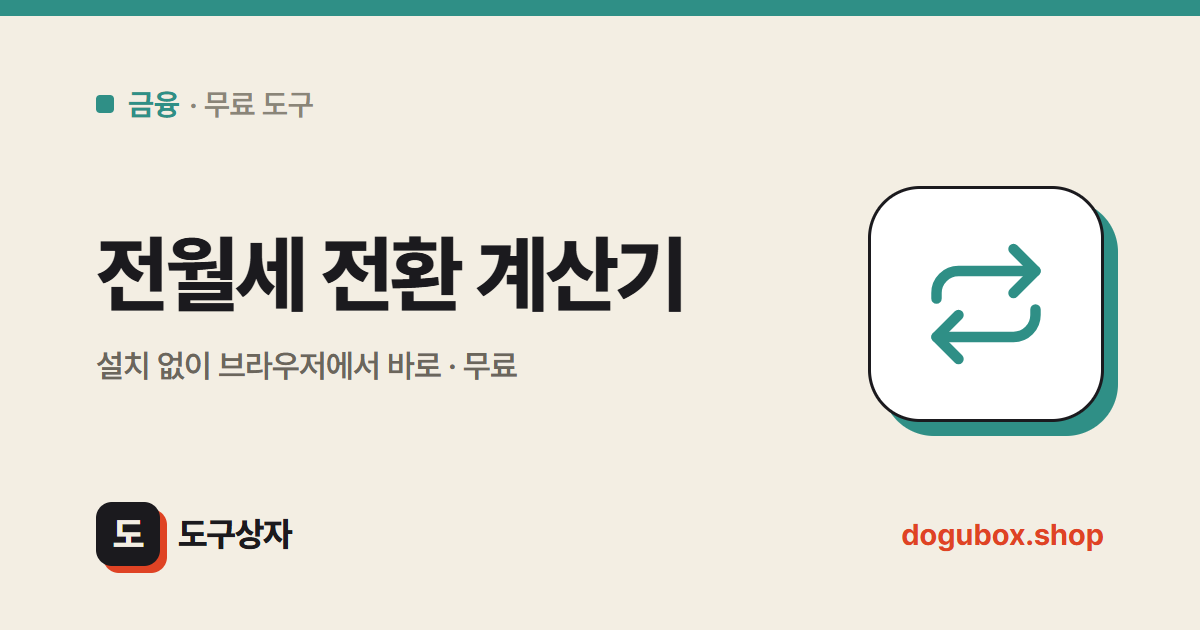 금융 · 무료 도구
전월세 전환 계산기
설치 없이 브라우저에서 바로 · 무료
도 도구상자
dogubox.shop